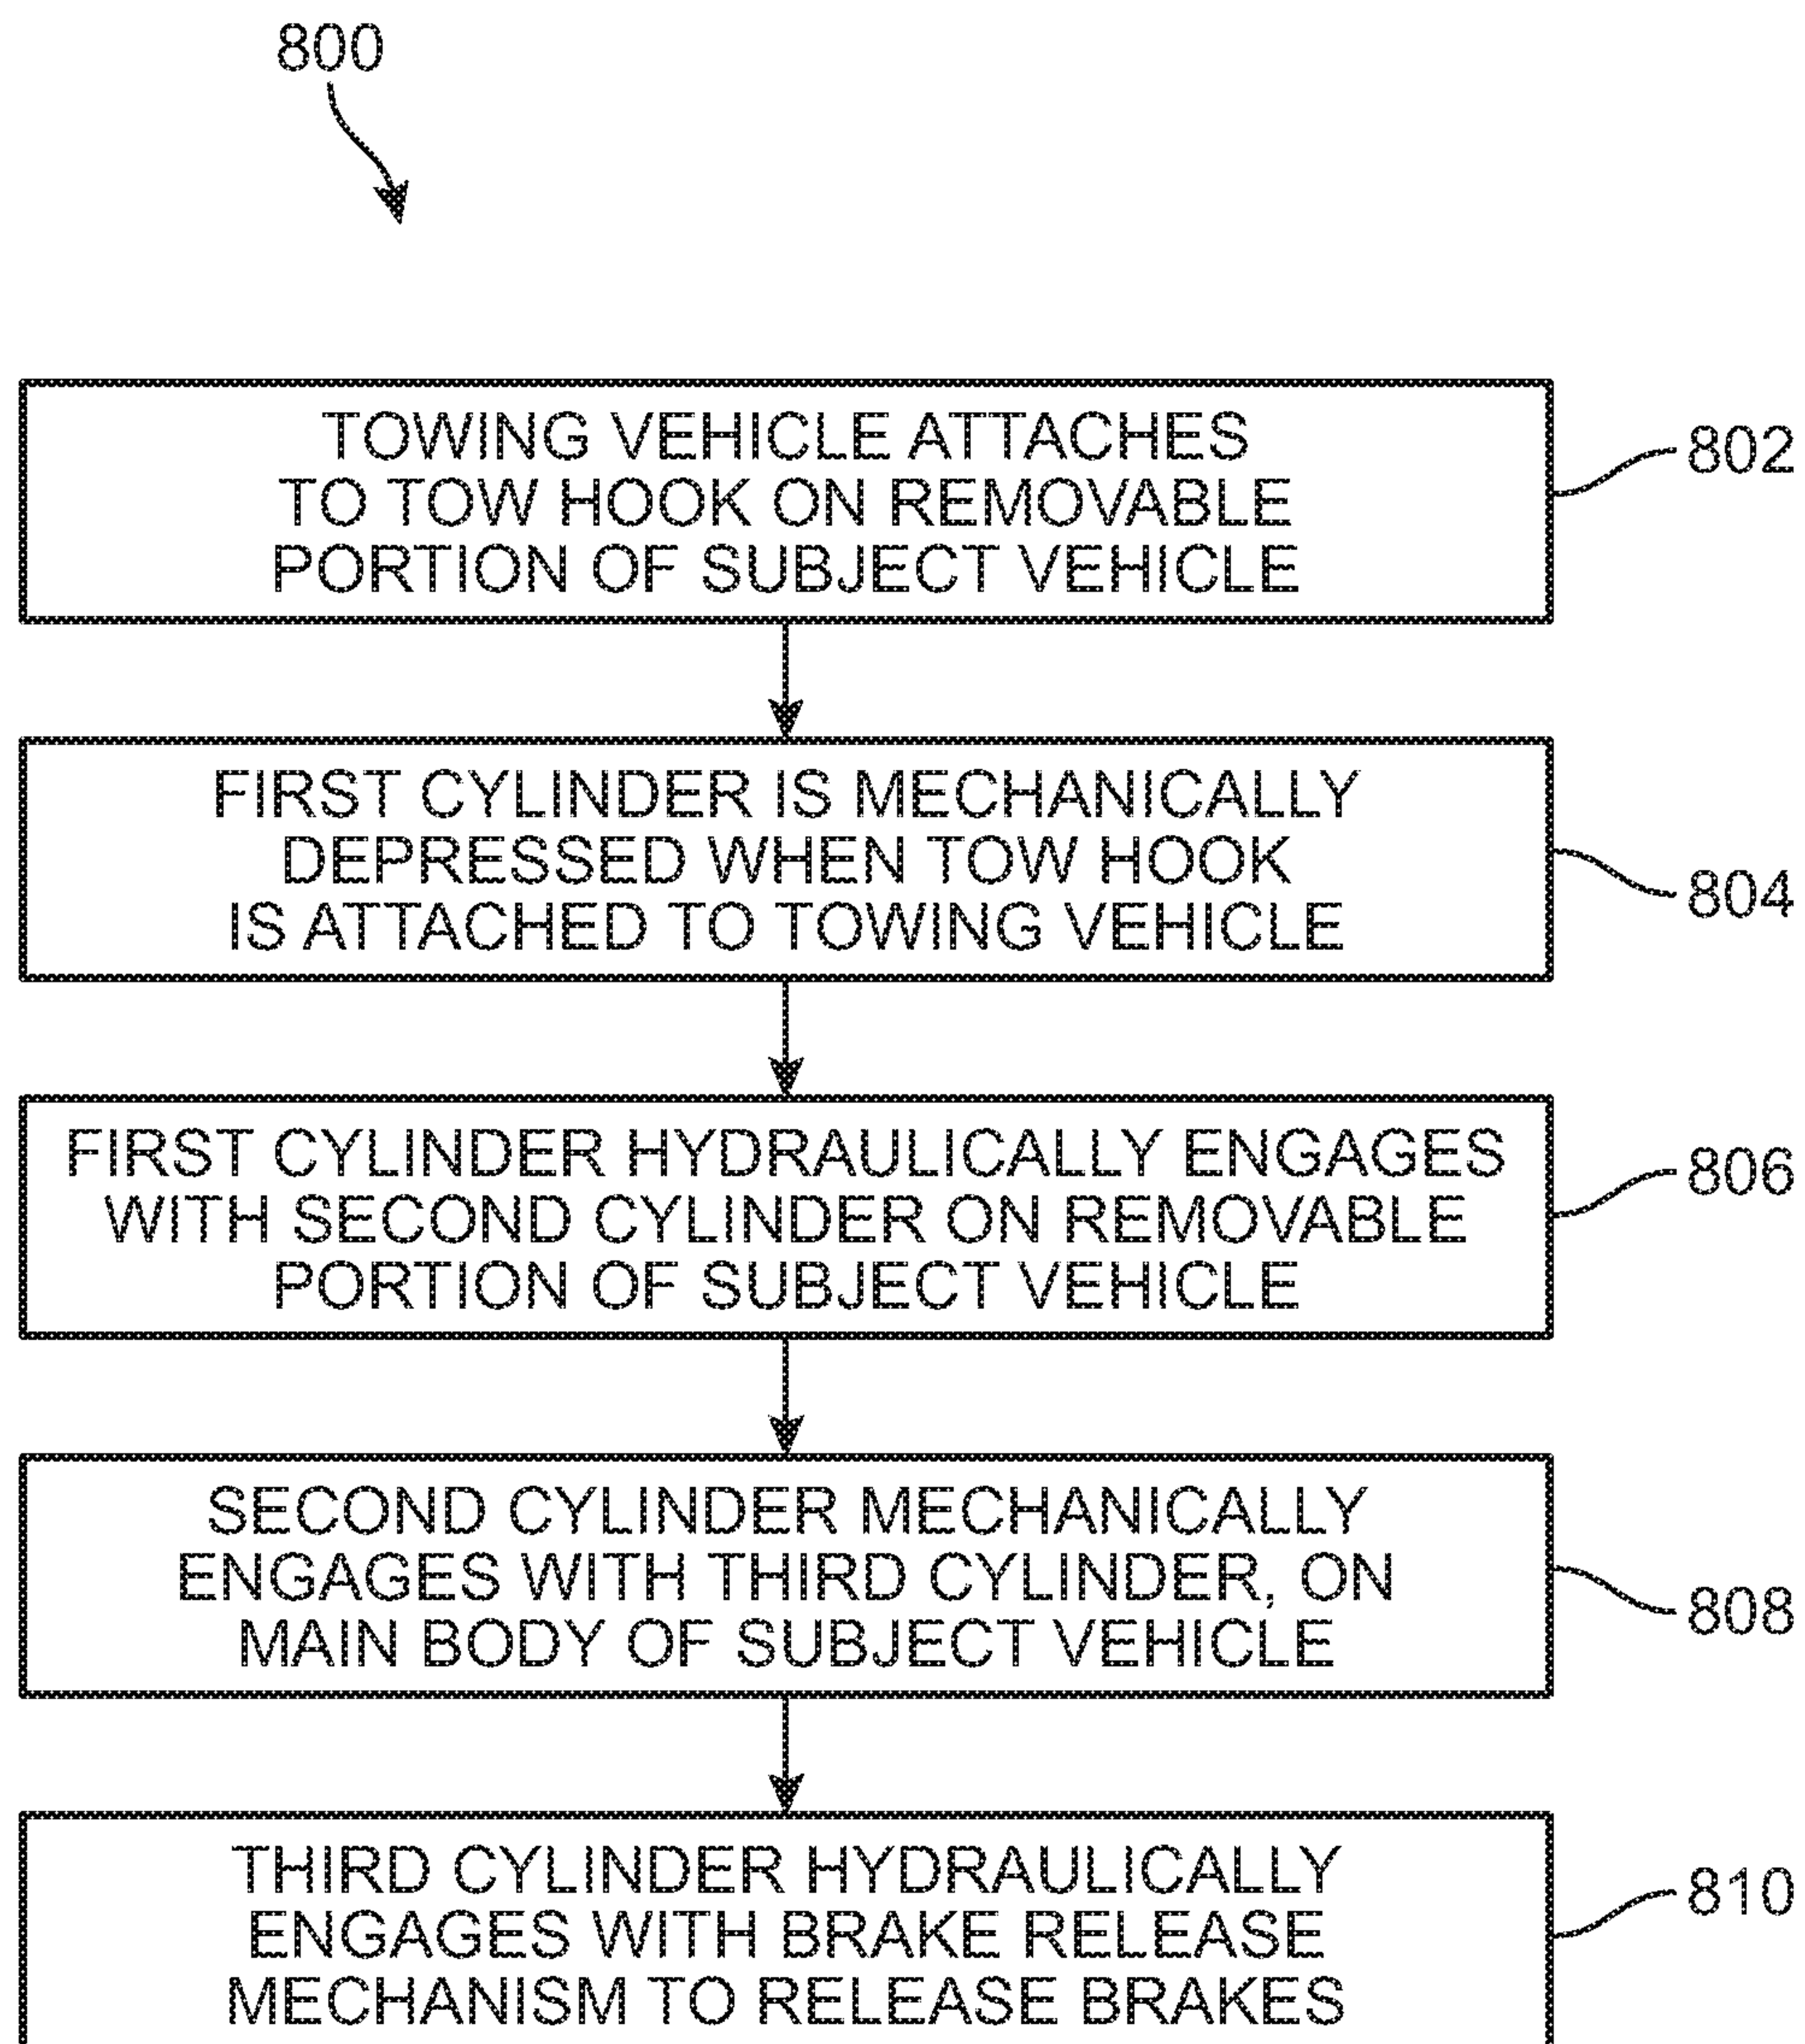 800
TOWING VEHICLE ATTACHES
TO TOW HOOK ON REMOVABLE
PORTION OF SUBJECT VEHICLE
802
FIRST CYLINDER IS MECHANICALLY
DEPRESSED WHEN TOW HOOK
IS ATTACHED TO TOWING VEHICLE
804
FIRST CYLINDER HYDRAULICALLY ENGAGES
WITH SECOND CYLINDER ON REMOVABLE
PORTION OF SUBJECT VEHICLE
806
SECOND CYLINDER MECHANICALLY
ENGAGES WITH THIRD CYLINDER, ON
MAIN BODY OF SUBJECT VEHICLE
808
THIRD CYLINDER HYDRAULICALLY
ENGAGES WITH BRAKE RELEASE
MECHANISM TO RELEASE BRAKES
810